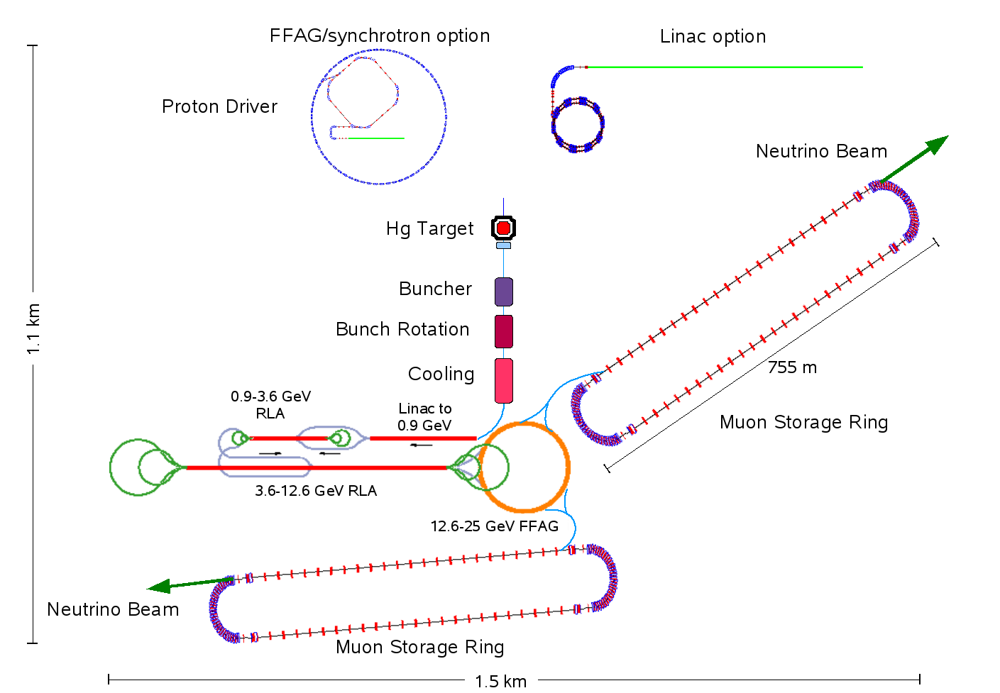 FFAG/synchrotron option
Linac option
Proton Driver
Neutrino Beam
Hg Target
Buncher
Bunch Rotation
Cooling
1.1 km
755 m
0.9-3.6 GeV
RLA
Linac to
0.9 GeV
Muon Storage Ring
3.6-12.6 GeV RLA
12.6-25 GeV FFAG
Neutrino Beam
Muon Storage Ring
1.5 km